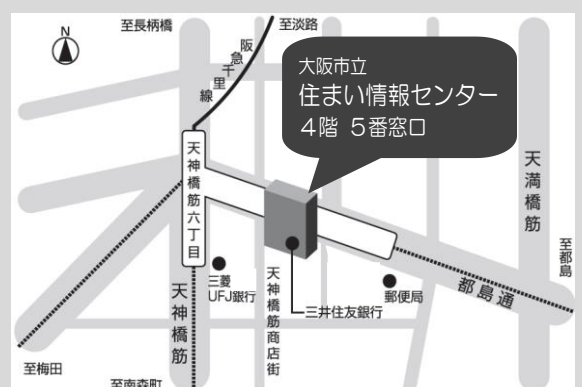 至長柄橋
至淡路
N
阪急千里線
大阪市立
住まい情報センター
4階 5番窓口
天神橋筋六丁目
天満橋筋
至都島
三菱
UFJ銀行
天神橋筋
天神橋筋商店街
三井住友銀行
郵便局
都島通
至梅田
至南森町